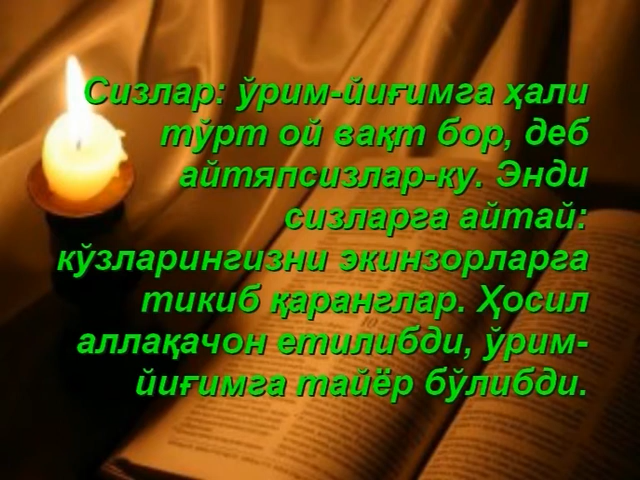 Сизлар: ўрим-йиғимга ҳали
тўрт ой вақт бор, деб
айтяпсизлар-ку. Энди
сизларга айтай:
кўзларингизни экинзорларга
тикиб қаранглар. Ҳосил
аллақачон етилибди, ўрим-
йиғимга тайёр бўлибди.